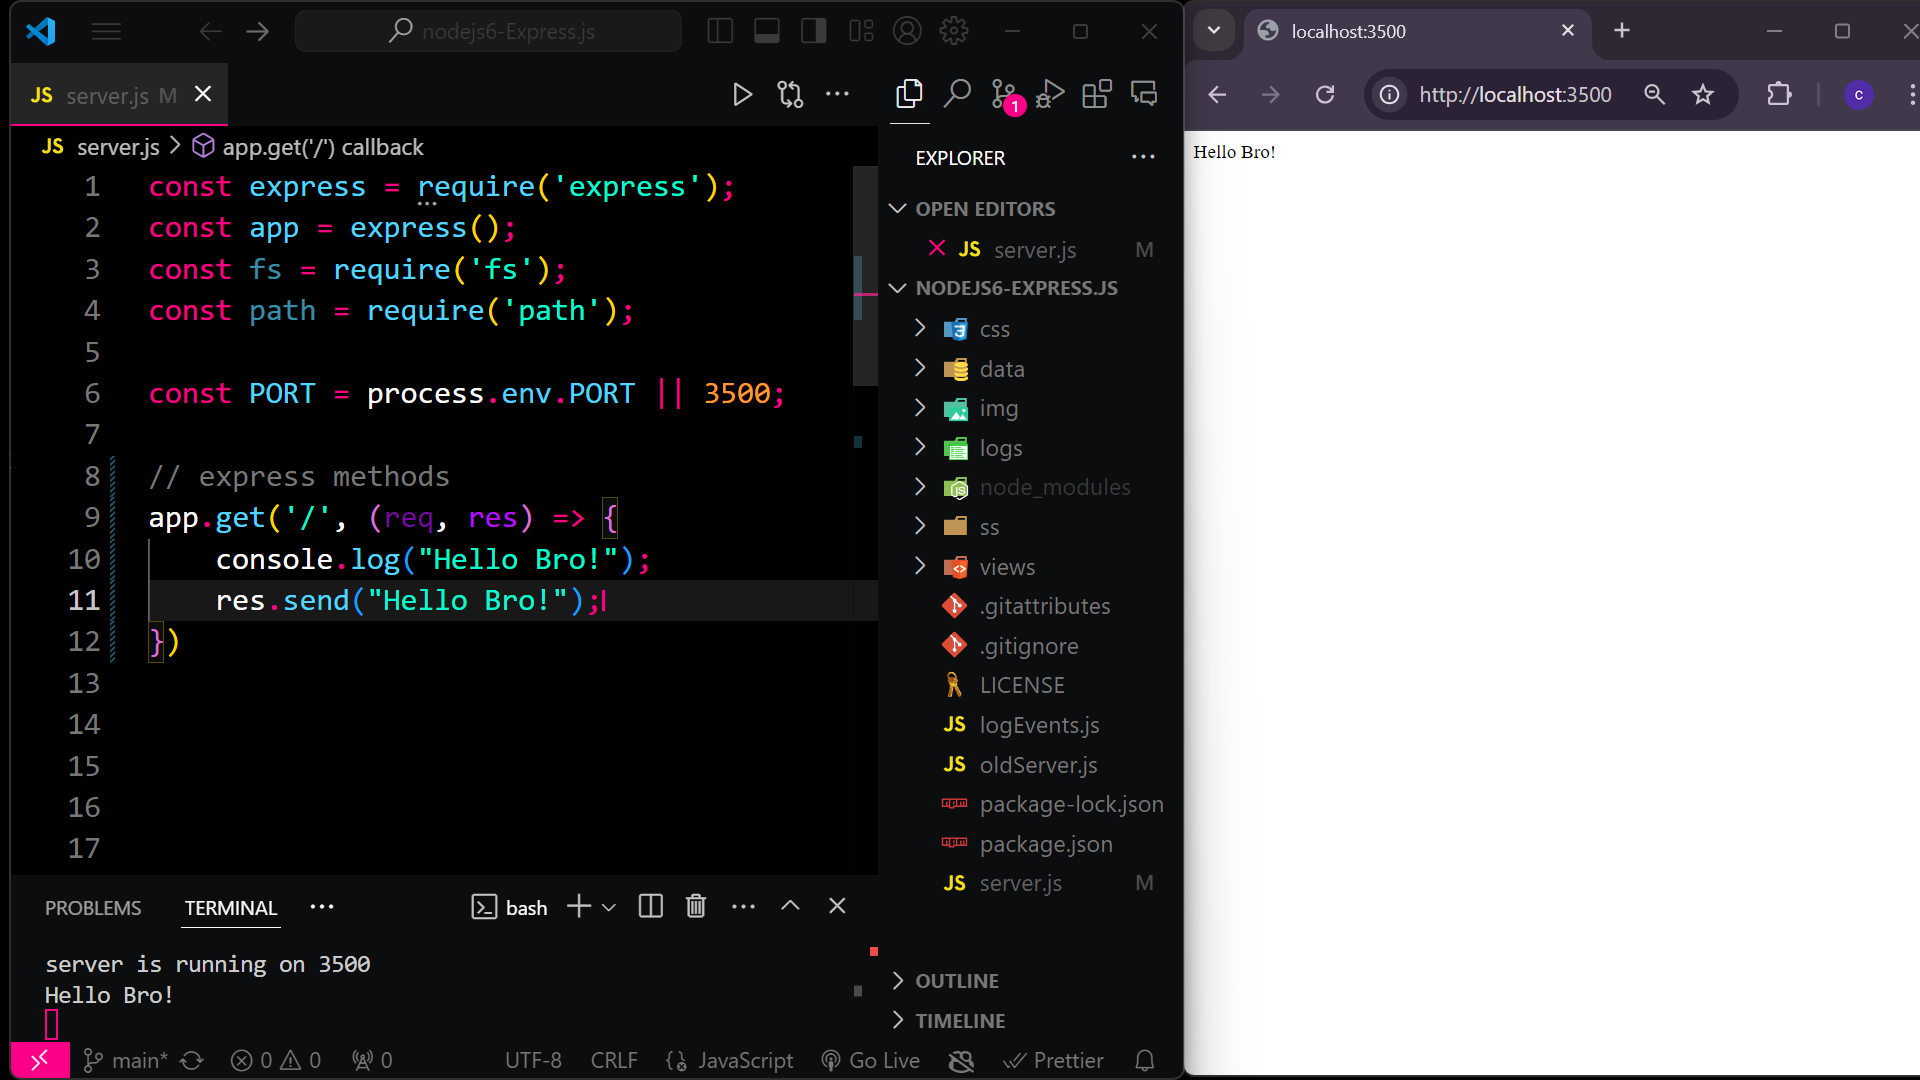 nodejs6-Express.js
JS server.js M
JS server.js > app.get('/') callback
1 const express = require('express');
2 const app = express();
3 const fs = require('fs');
4 const path = require('path');
5
6 const PORT = process.env.PORT || 3500;
7
8 // express methods
9 app.get('/', (req, res) => {
10 console.log("Hello Bro!");
11 res.send("Hello Bro!");
12 })
13
14
15
16
17
PROBLEMS TERMINAL ··· bash
server is running on 3500
Hello Bro!
1
EXPLORER
OPEN EDITORS
JS server.js M
NODEJS6-EXPRESS.JS
css
data
img
logs
node_modules
ss
views
.gitattributes
.gitignore
LICENSE
JS logEvents.js
JS oldServer.js
package-lock.json
package.json
JS server.js M
OUTLINE
TIMELINE
main* 0 0 0 UTF-8 CRLF JavaScript Go Live Prettier
localhost:3500
http://localhost:3500 c
Hello Bro!